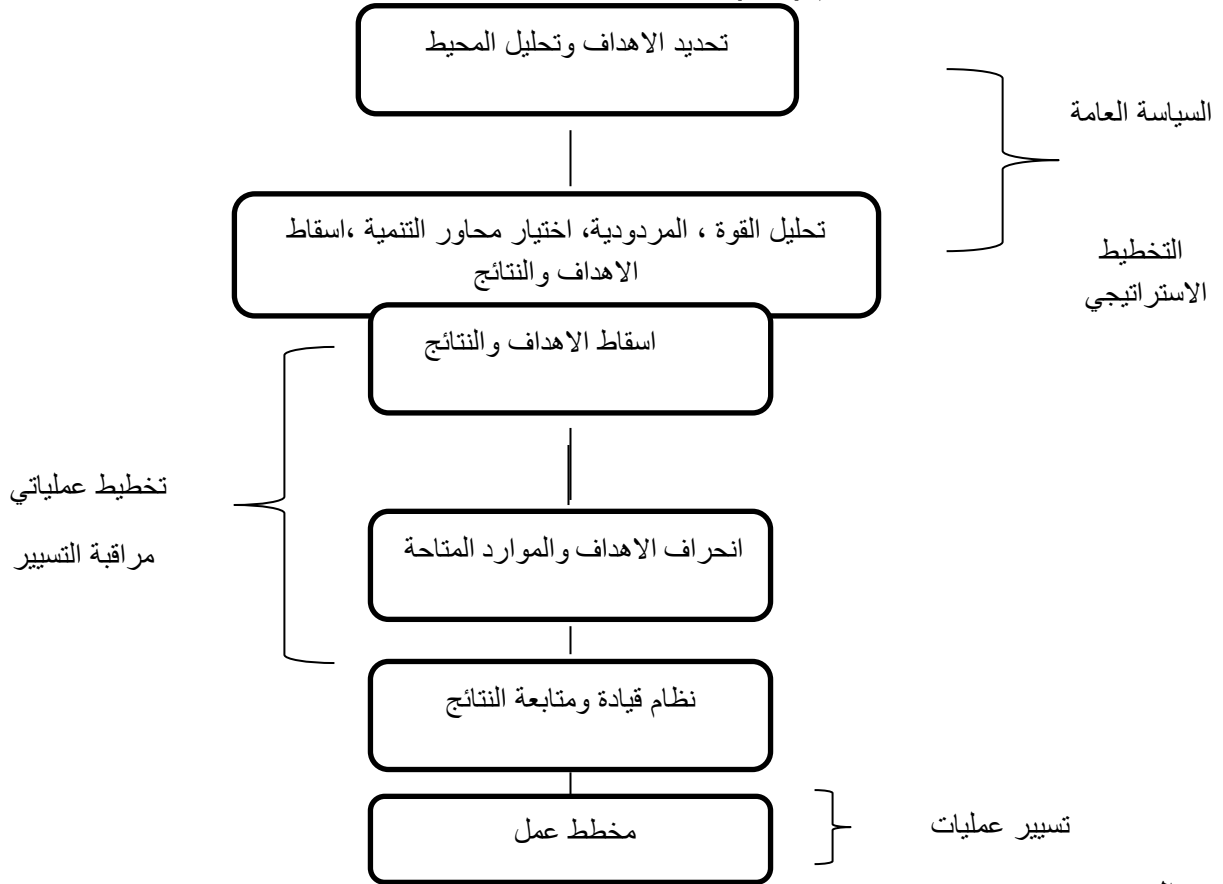 تحديد الاهداف وتحليل المحيط
السياسة العامة
تحليل القوة ، المردودية، اختيار محاور التنمية ،اسقاط
الاهداف والنتائج
التخطيط
الاستراتيجي
اسقاط الاهداف والنتائج
تخطيط عملياتي
مراقبة التسيير
انحراف الاهداف والموارد المتاحة
نظام قيادة ومتابعة النتائج
مخطط عمل
تسيير عمليات